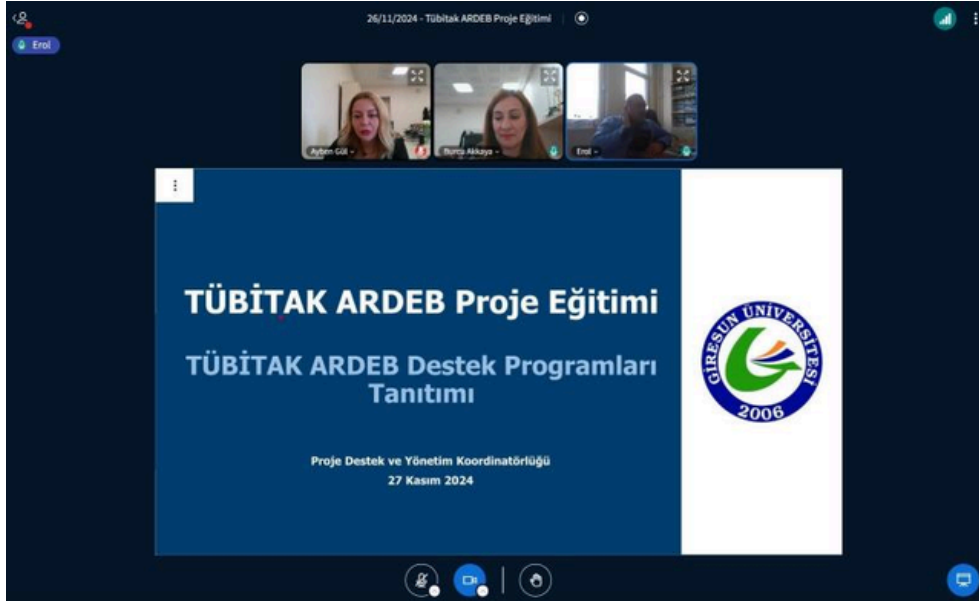 26/11/2024 - Tübitak ARDEB Proje Eğitimi
Erol
Ayben Gül
Burcu Akkaya
Erol
TÜBİTAK ARDEB Proje Eğitimi
TÜBİTAK ARDEB Destek Programları
Tanıtımı
Proje Destek ve Yönetim Koordinatörlüğü
27 Kasım 2024
GİRESUN ÜNİVERSİTESİ
2006